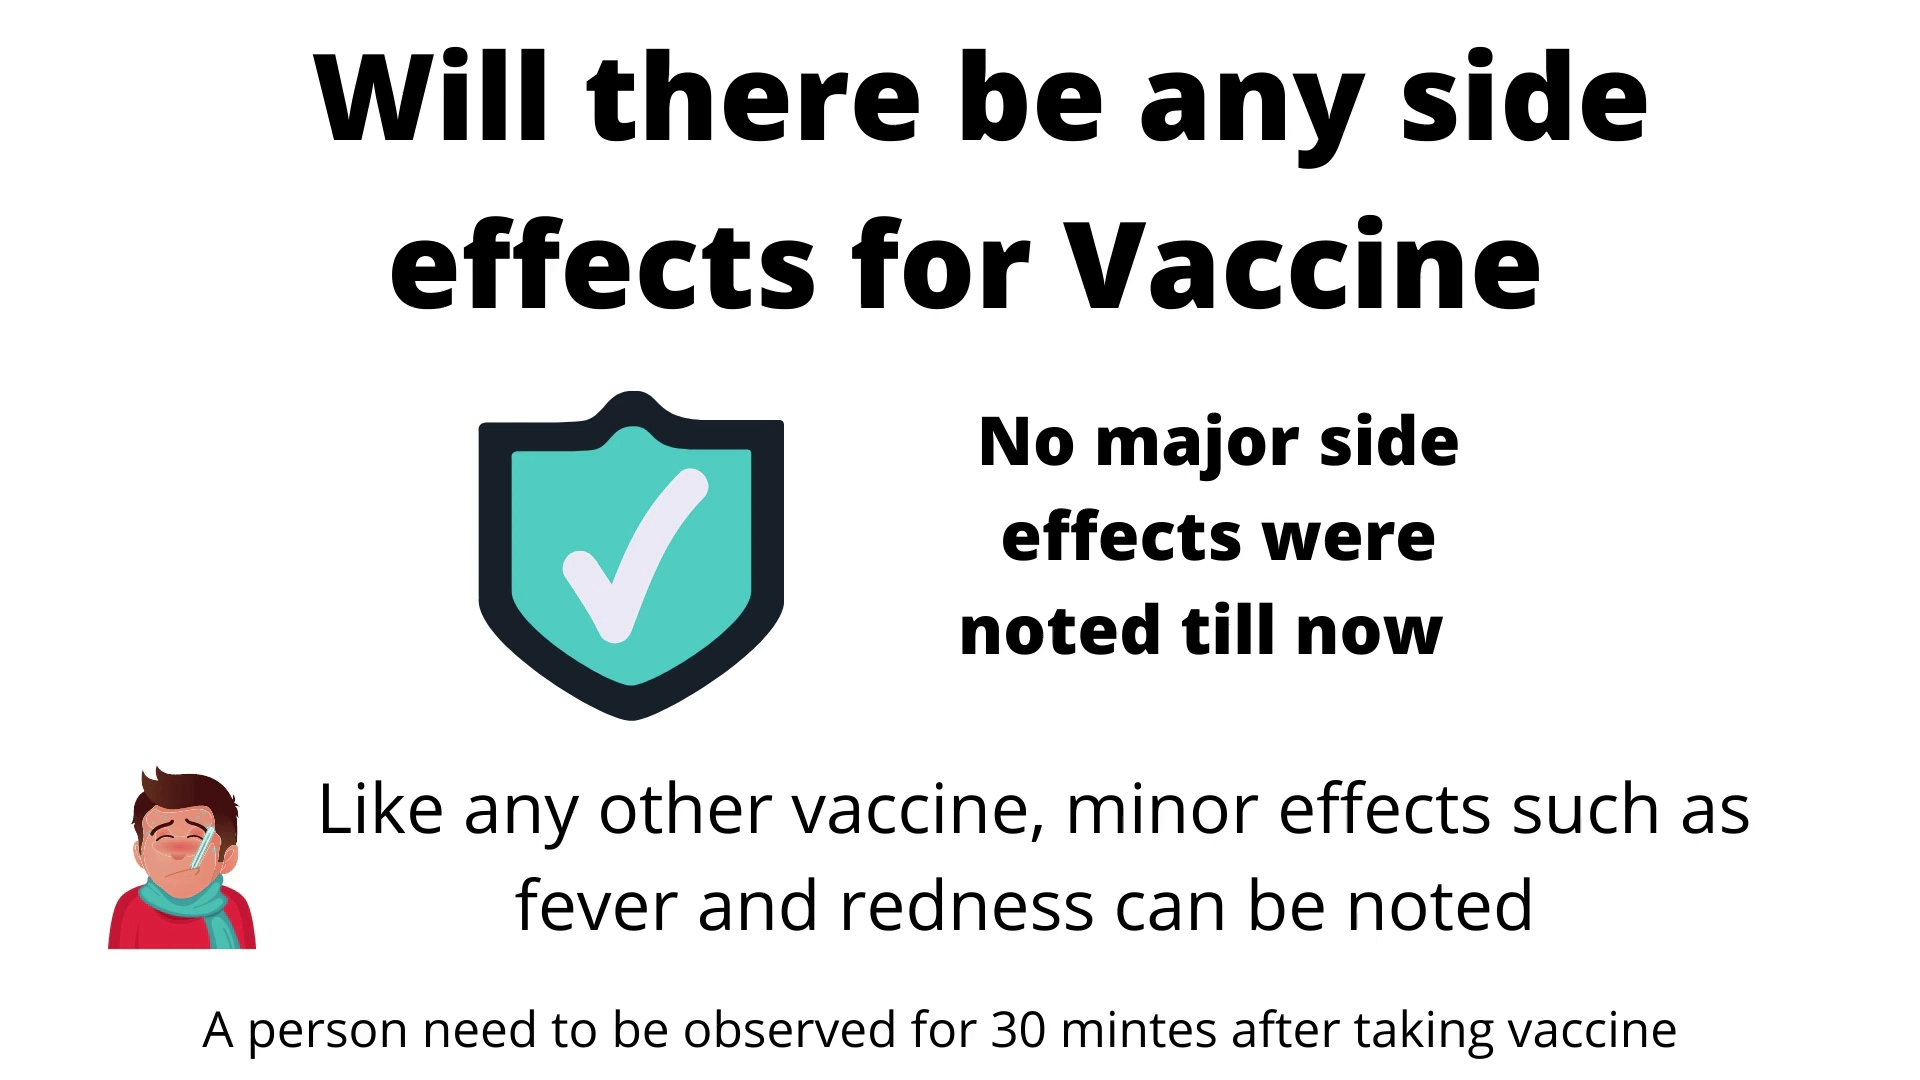 Will there be any side
effects for Vaccine
No major side
effects were
noted till now
Like any other vaccine, minor effects such as
fever and redness can be noted
A person need to be observed for 30 mintes after taking vaccine